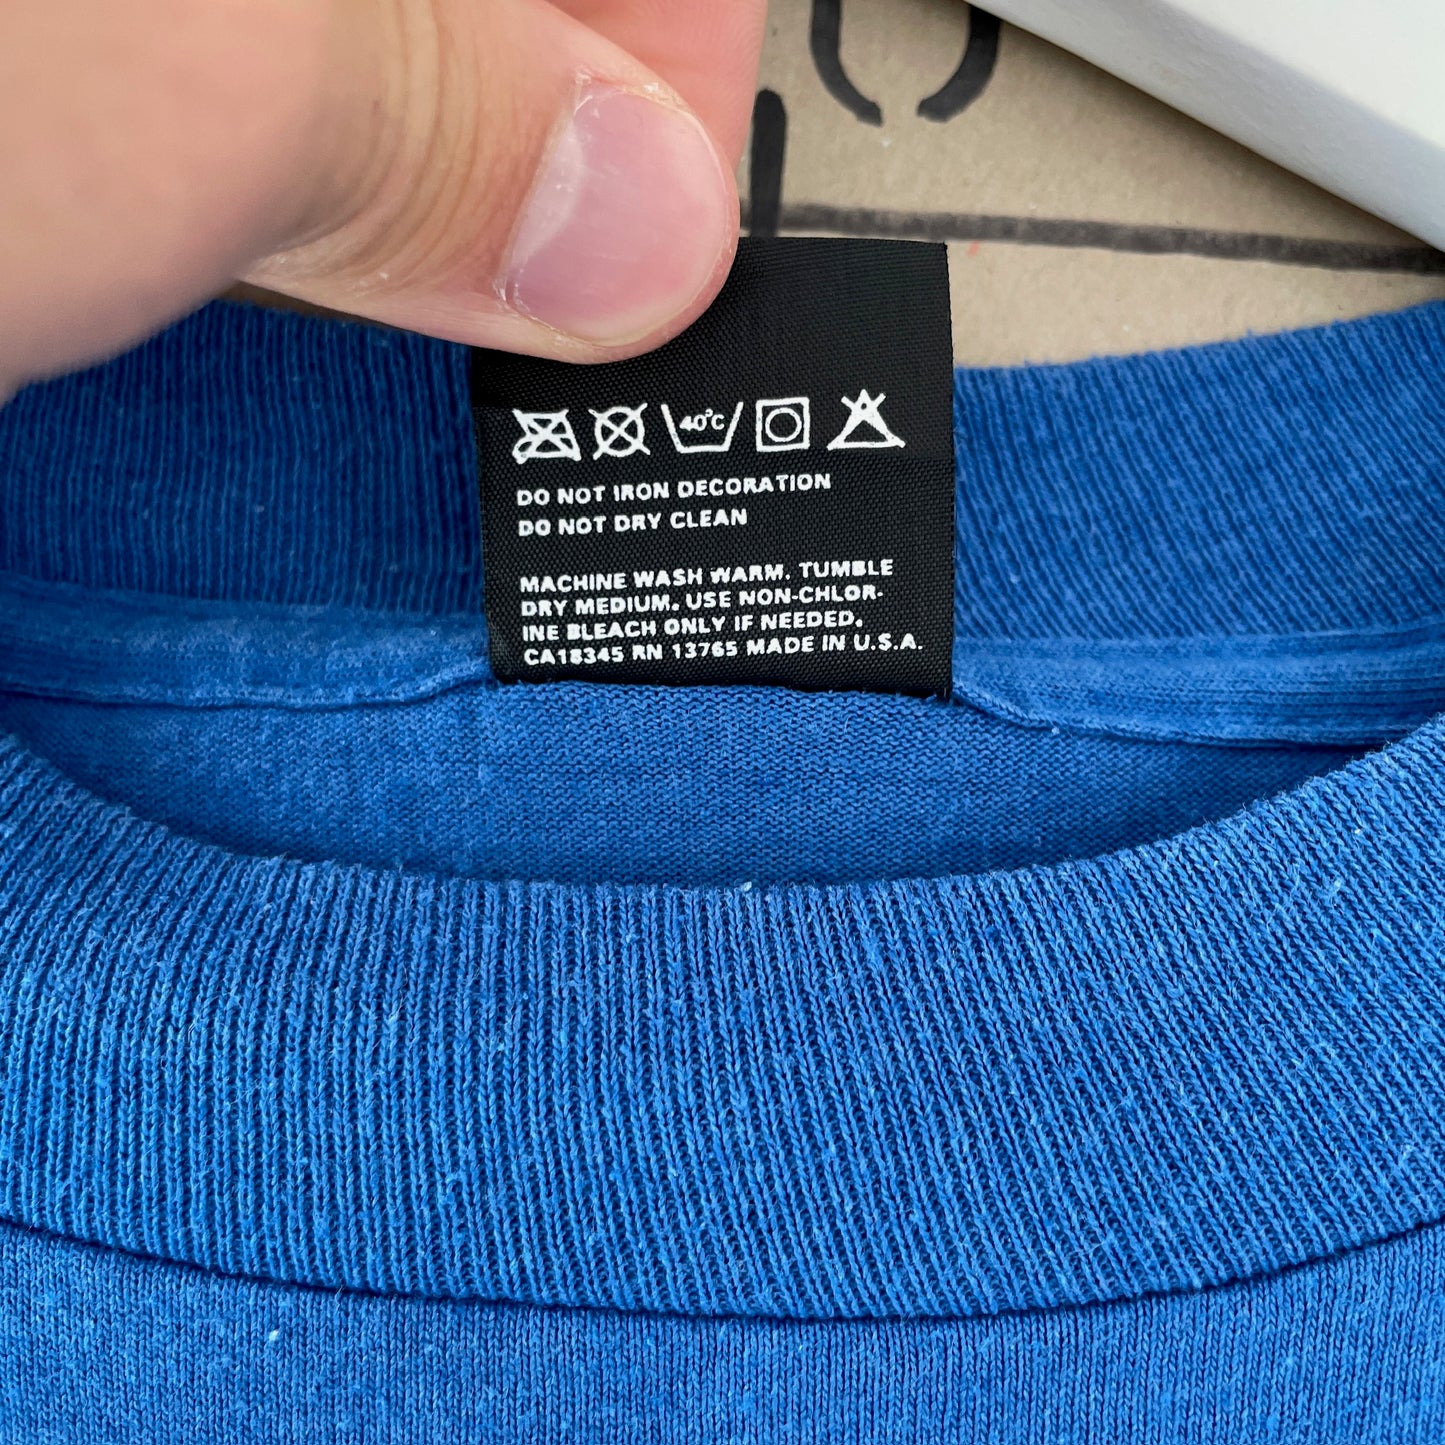 40°C
DO NOT IRON DECORATION
DO NOT DRY CLEAN
MACHINE WASH WARM. TUMBLE
DRY MEDIUM. USE NON-CHLOR-
INE BLEACH ONLY IF NEEDED.
CA18345 RN 13765 MADE IN U.S.A.